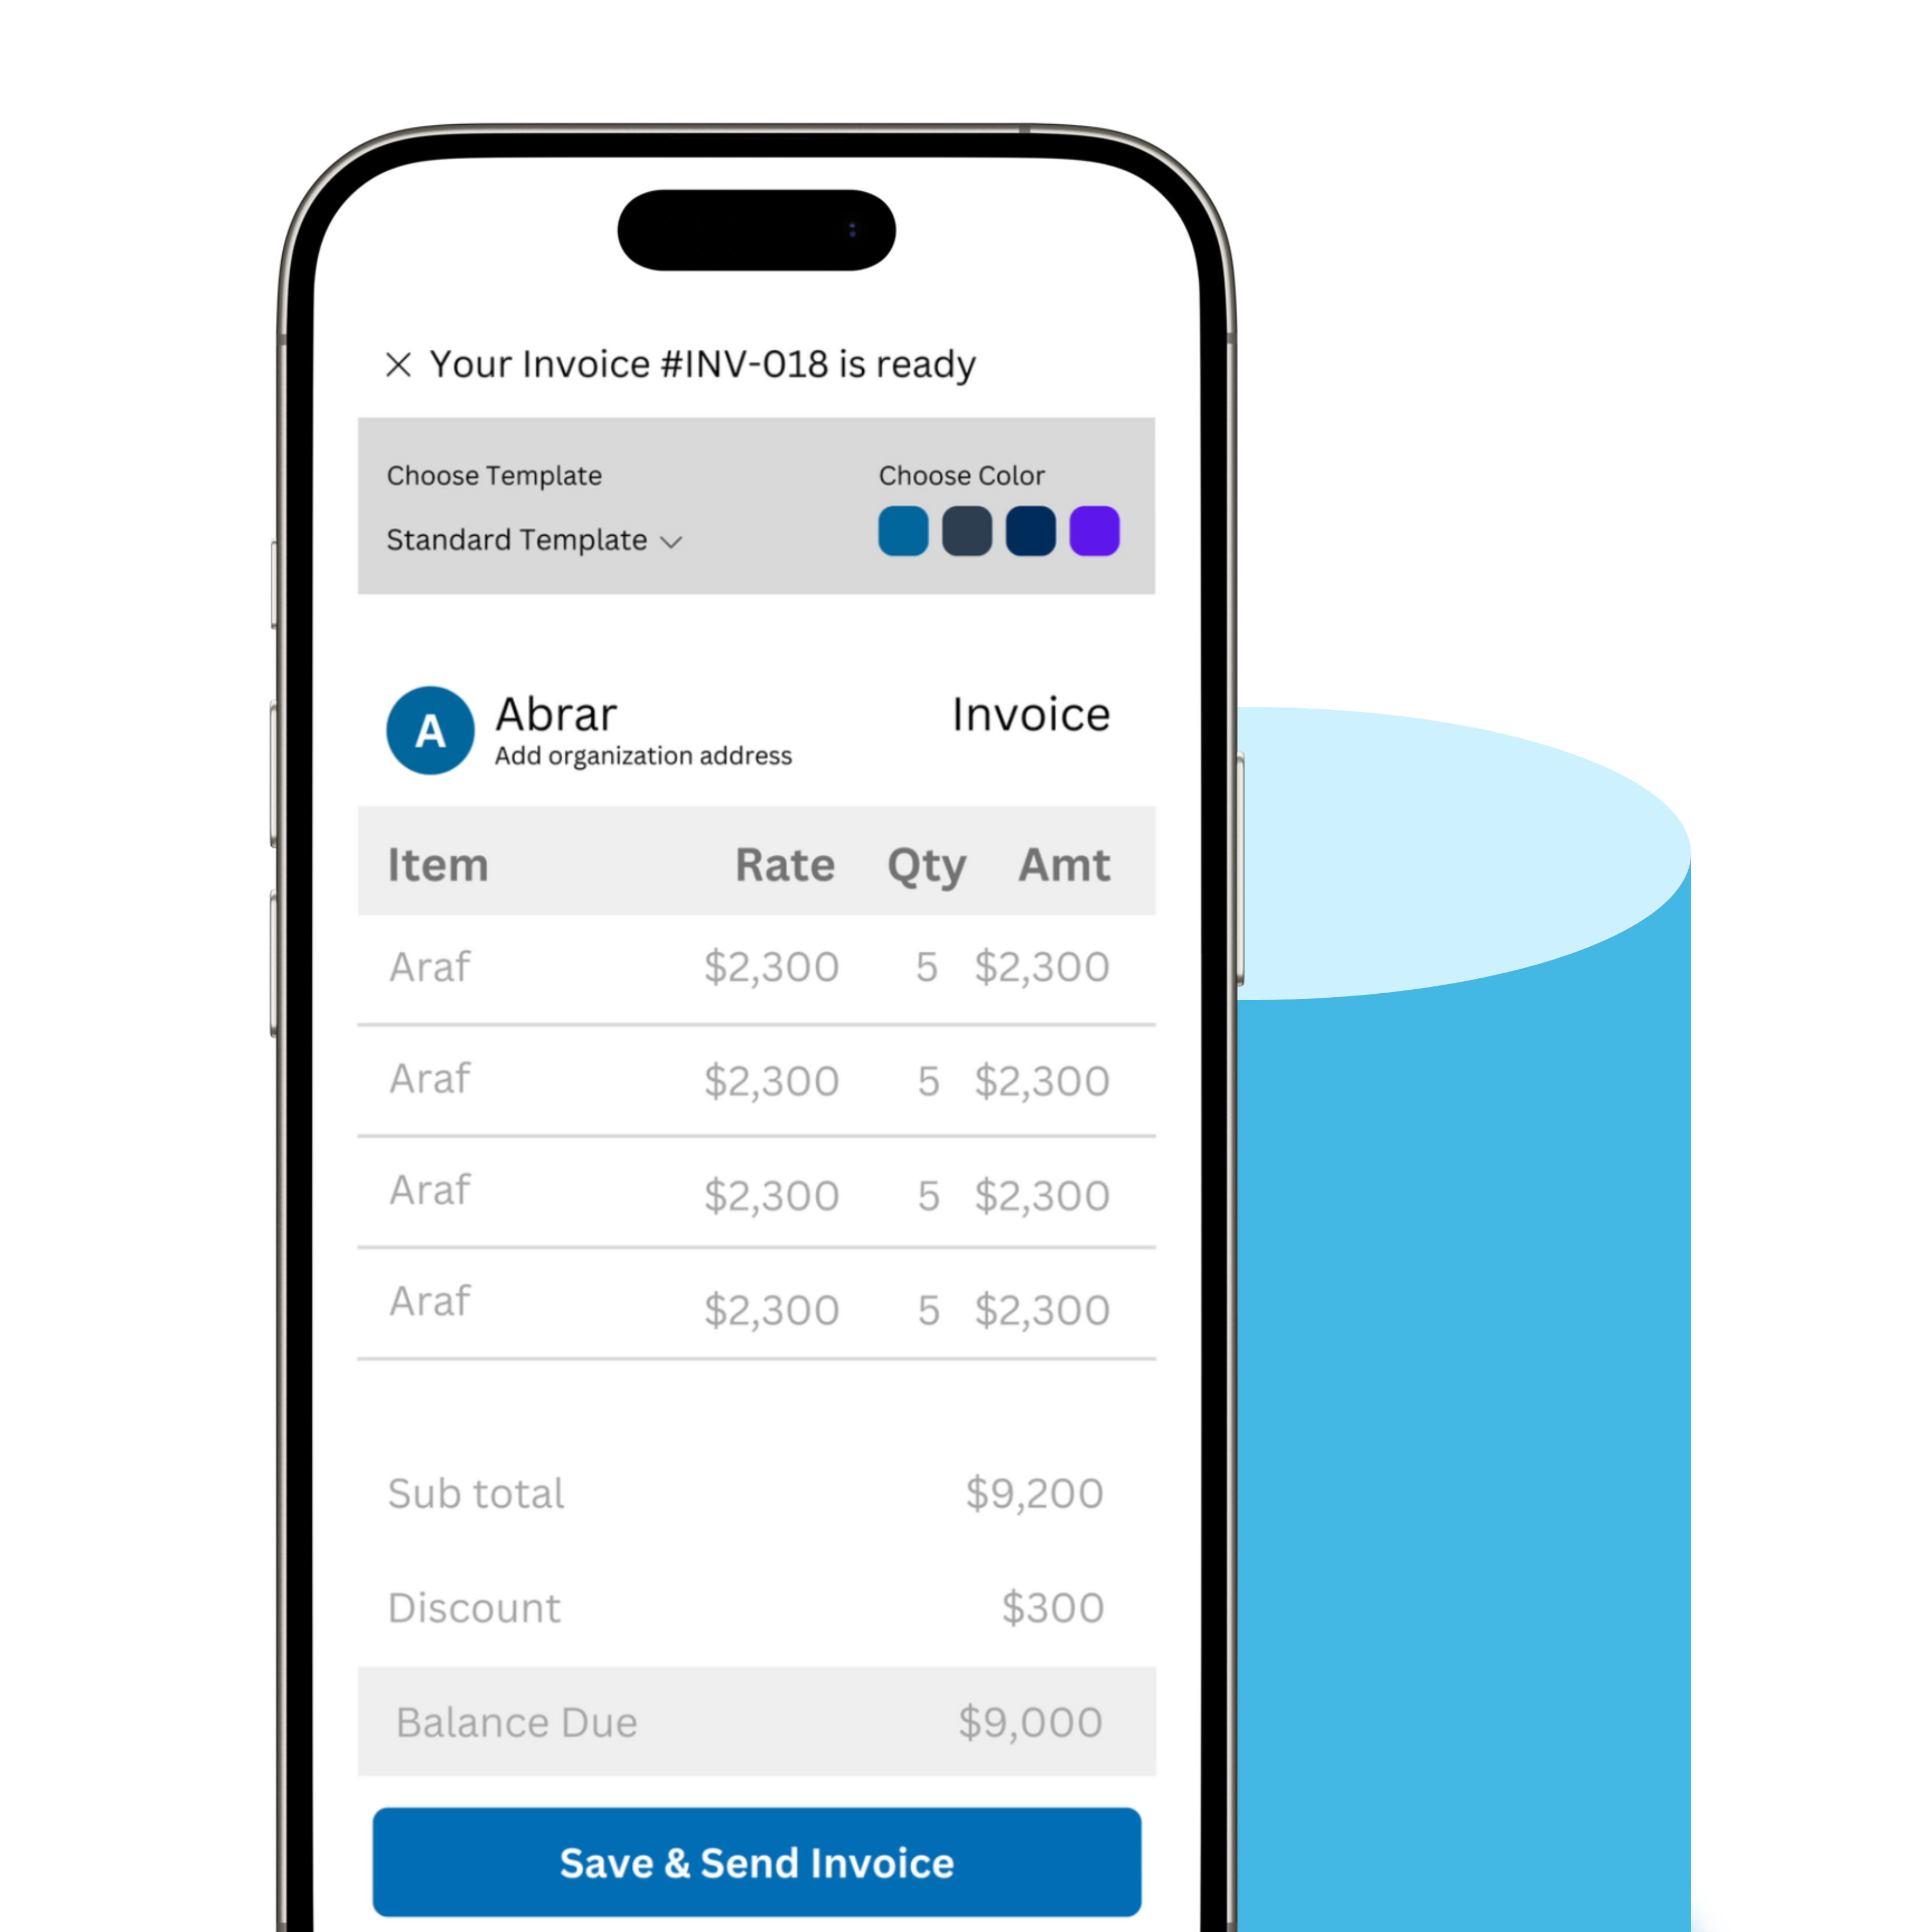 Your Invoice #INV-018 is ready
Choose Template
Choose Color
Standard Template
A
Abrar
Invoice
Add organization address
Item Rate Qty Amt
Araf $2,300 5 $2,300
Araf $2,300 5 $2,300
Araf $2,300 5 $2,300
Araf $2,300 5 $2,300
Sub total $9,200
Discount $300
Balance Due $9,000
Save & Send Invoice